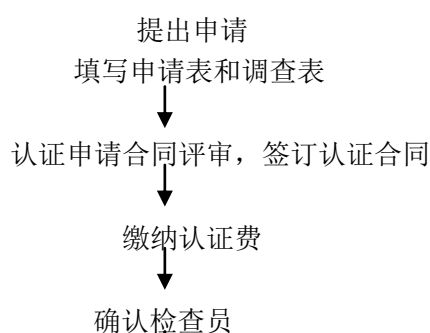 提出申请
填写申请表和调查表
认证申请合同评审，签订认证合同
缴纳认证费
确认检查员